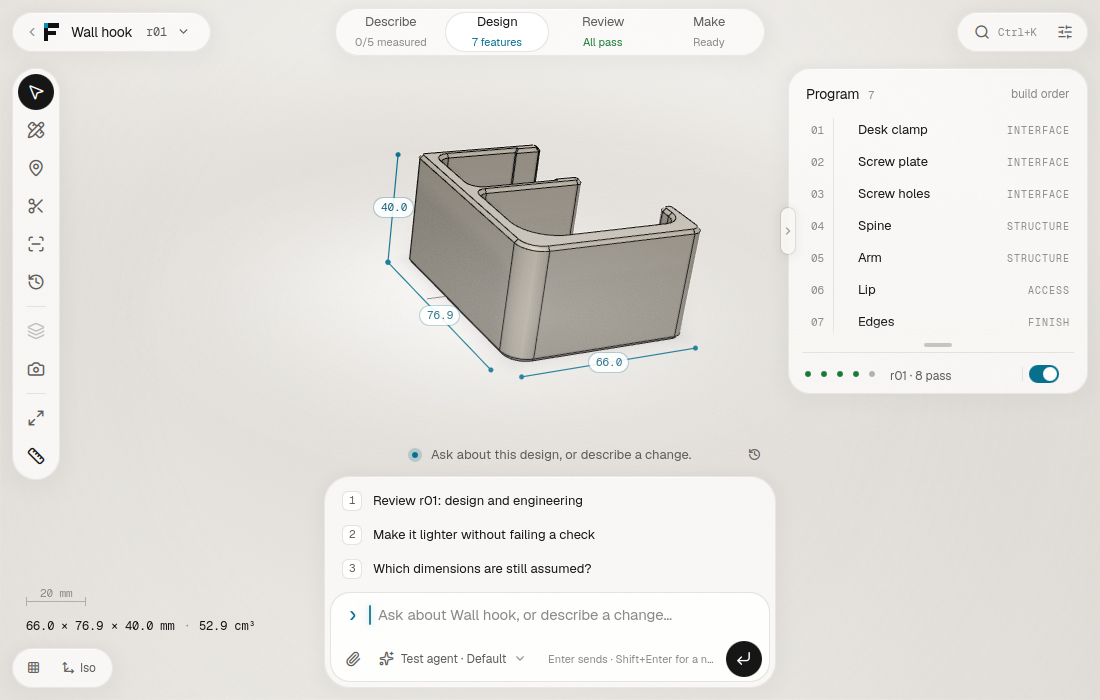 Wall hook r01
Describe
0/5 measured
Design
7 features
Review
All pass
Make
Ready
Ctrl+K
Program 7 build order
01 Desk clamp INTERFACE
02 Screw plate INTERFACE
03 Screw holes INTERFACE
04 Spine STRUCTURE
05 Arm STRUCTURE
06 Lip ACCESS
07 Edges FINISH
r01 · 8 pass
40.0
76.9
66.0
Ask about this design, or describe a change.
1 Review r01: design and engineering
2 Make it lighter without failing a check
3 Which dimensions are still assumed?
Ask about Wall hook, or describe a change…
Test agent · Default
Enter sends · Shift+Enter for a n…
20 mm
66.0 × 76.9 × 40.0 mm · 52.9 cm³
Iso